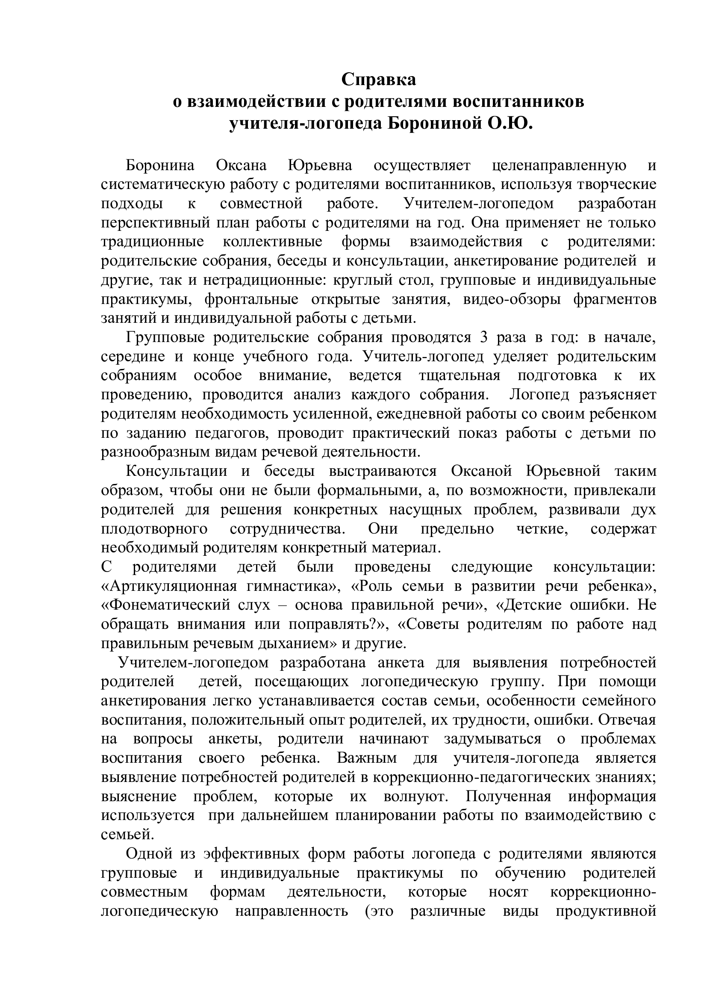 Справка
о взаимодействии с родителями воспитанников
учителя-логопеда Борониной О.Ю.
Боронина Оксана Юрьевна осуществляет целенаправленную и
систематическую работу с родителями воспитанников, используя творческие
подходы к совместной работе. Учителем-логопедом разработан
перспективный план работы с родителями на год. Она применяет не только
традиционные коллективные формы взаимодействия с родителями:
родительские собрания, беседы и консультации, анкетирование родителей и
другие, так и нетрадиционные: круглый стол, групповые и индивидуальные
практикумы, фронтальные открытые занятия, видео-обзоры фрагментов
занятий и индивидуальной работы с детьми.
Групповые родительские собрания проводятся 3 раза в год: в начале,
середине и конце учебного года. Учитель-логопед уделяет родительским
собраниям особое внимание, ведется тщательная подготовка к их
проведению, проводится анализ каждого собрания. Логопед разъясняет
родителям необходимость усиленной, ежедневной работы со своим ребенком
по заданию педагогов, проводит практический показ работы с детьми по
разнообразным видам речевой деятельности.
Консультации и беседы выстраиваются Оксаной Юрьевной таким
образом, чтобы они не были формальными, а, по возможности, привлекали
родителей для решения конкретных насущных проблем, развивали дух
плодотворного сотрудничества. Они предельно четкие, содержат
необходимый родителям конкретный материал.
С родителями детей были проведены следующие консультации:
«Артикуляционная гимнастика», «Роль семьи в развитии речи ребенка»,
«Фонематический слух – основа правильной речи», «Детские ошибки. Не
обращать внимания или поправлять?», «Советы родителям по работе над
правильным речевым дыханием» и другие.
Учителем-логопедом разработана анкета для выявления потребностей
родителей детей, посещающих логопедическую группу. При помощи
анкетирования легко устанавливается состав семьи, особенности семейного
воспитания, положительный опыт родителей, их трудности, ошибки. Отвечая
на вопросы анкеты, родители начинают задумываться о проблемах
воспитания своего ребенка. Важным для учителя-логопеда является
выявление потребностей родителей в коррекционно-педагогических знаниях;
выяснение проблем, которые их волнуют. Полученная информация
используется при дальнейшем планировании работы по взаимодействию с
семьей.
Одной из эффективных форм работы логопеда с родителями являются
групповые и индивидуальные практикумы по обучению родителей
совместным формам деятельности, которые носят коррекционно-
логопедическую направленность (это различные виды продуктивной